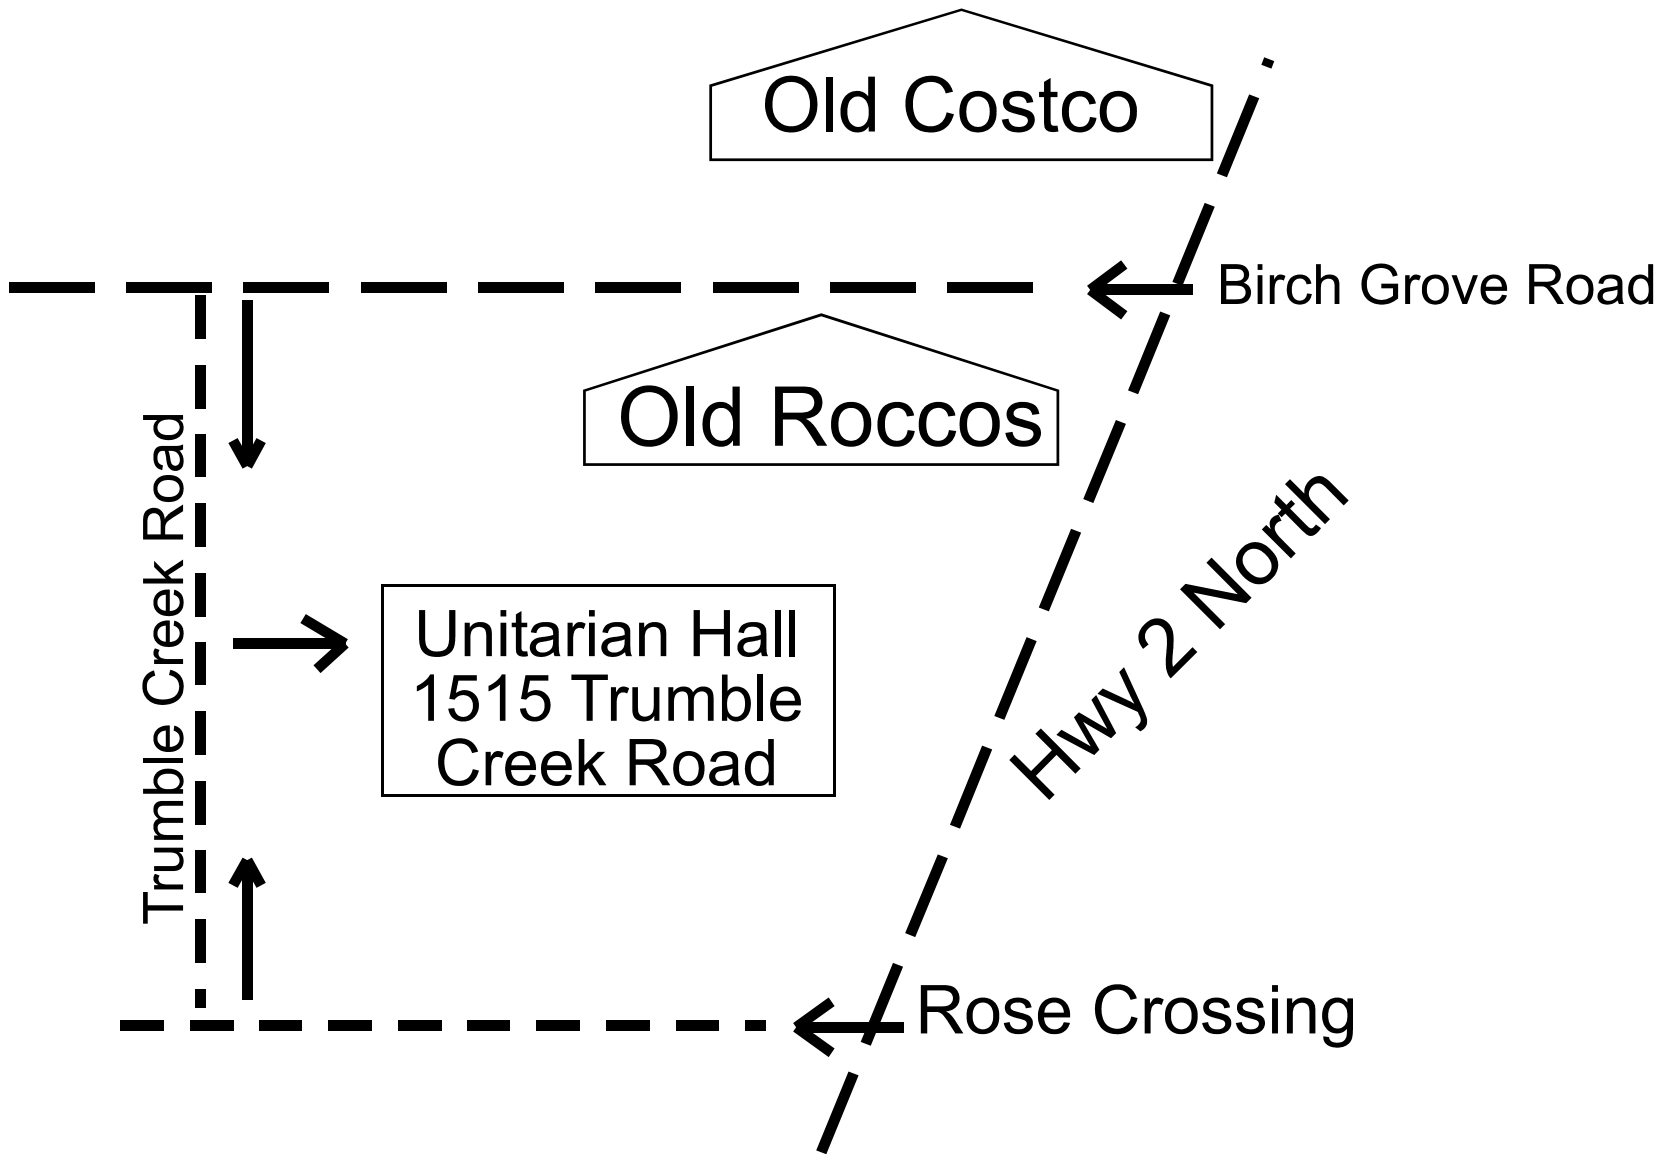 Old Costco
Birch Grove Road
Old Roccos
Trumble Creek Road
Hwy 2 North
Unitarian Hall
1515 Trumble
Creek Road
Rose Crossing